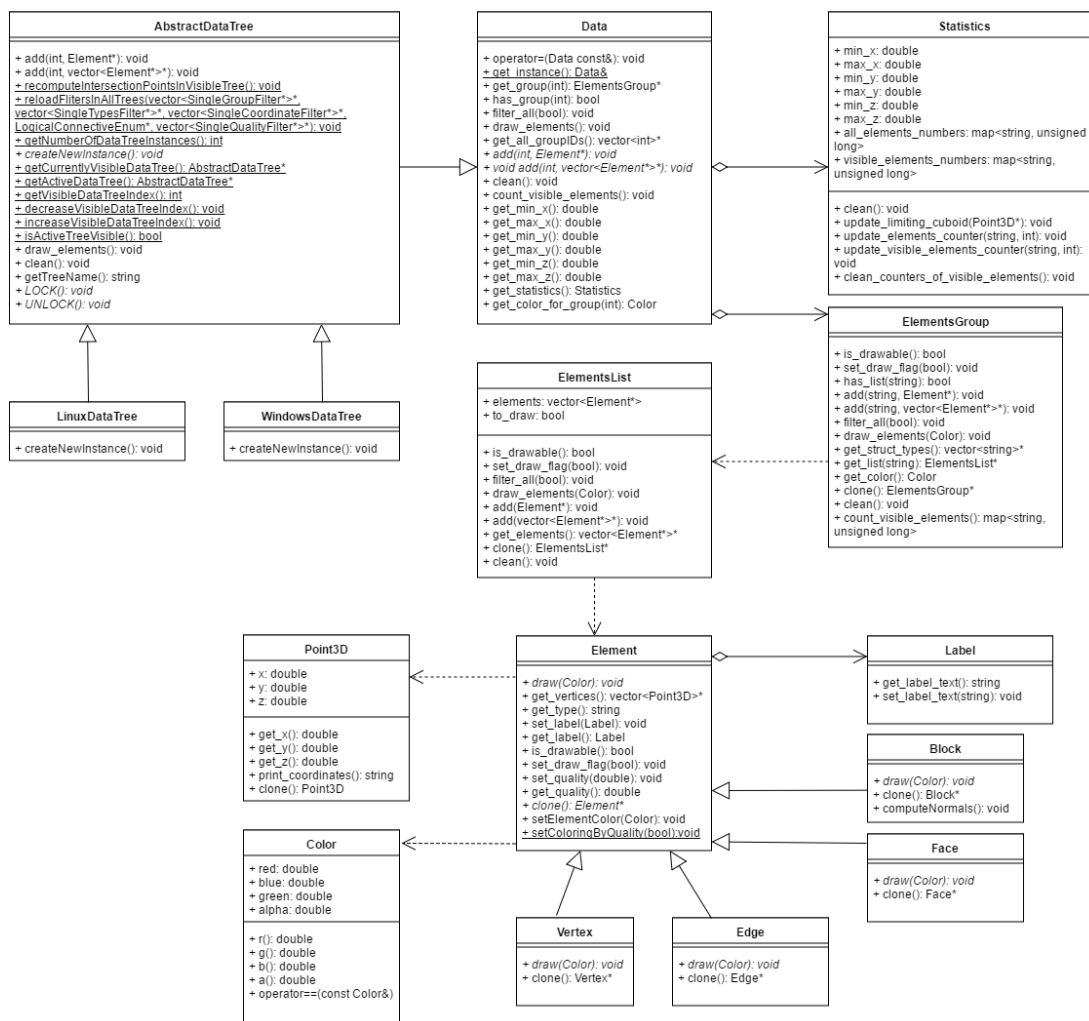 AbstractDataTree
+ add(int, Element*): void
+ add(int, vector<Element*>*): void
+ recomputeIntersectionPointsInVisibleTree(): void
+ reloadFlitersInAllTrees(vector<SingleGroupFilter*>*,
vector<SingleTypesFilter*>*, vector<SingleCoordinateFilter*>*,
LogicalConnectiveEnum*, vector<SingleQualityFilter*>*): void
+ getNumberOfDataTreeInstances(): int
+ createNewInstance(): void
+ getCurrentlyVisibleDataTree(): AbstractDataTree*
+ getActiveDataTree(): AbstractDataTree*
+ getVisibleDataTreeIndex(): int
+ decreaseVisibleDataTreeIndex(): void
+ increaseVisibleDataTreeIndex(): void
+ isActiveTreeVisible(): bool
+ draw_elements(): void
+ clean(): void
+ getTreeName(): string
+ LOCK(): void
+ UNLOCK(): void
Data
+ operator=(Data const&): void
+ get_instance(): Data&
+ get_group(int): ElementsGroup*
+ has_group(int): bool
+ filter_all(bool): void
+ draw_elements(): void
+ get_all_groupIDs(): vector<int>*
+ add(int, Element*): void
+ void add(int, vector<Element*>*): void
+ clean(): void
+ count_visible_elements(): void
+ get_min_x(): double
+ get_max_x(): double
+ get_min_y(): double
+ get_max_y(): double
+ get_min_z(): double
+ get_max_z(): double
+ get_statistics(): Statistics
+ get_color_for_group(int): Color
Statistics
+ min_x: double
+ max_x: double
+ min_y: double
+ max_y: double
+ min_z: double
+ max_z: double
+ all_elements_numbers: map<string, unsigned
long>
+ visible_elements_numbers: map<string,
unsigned long>
+ clean(): void
+ update_limiting_cuboid(Point3D*): void
+ update_elements_counter(string, int): void
+ update_visible_elements_counter(string, int):
void
+ clean_counters_of_visible_elements(): void
LinuxDataTree
+ createNewInstance(): void
WindowsDataTree
+ createNewInstance(): void
ElementsList
+ elements: vector<Element*>
+ to_draw: bool
+ is_drawable(): bool
+ set_draw_flag(bool): void
+ filter_all(bool): void
+ draw_elements(Color): void
+ add(Element*): void
+ add(vector<Element*>*): void
+ get_elements(): vector<Element*>*
+ clone(): ElementsList*
+ clean(): void
ElementsGroup
+ is_drawable(): bool
+ set_draw_flag(bool): void
+ has_list(string): bool
+ add(string, Element*): void
+ add(string, vector<Element*>*): void
+ filter_all(bool): void
+ draw_elements(Color): void
+ get_struct_types(): vector<string>*
+ get_list(string): ElementsList*
+ get_color(): Color
+ clone(): ElementsGroup*
+ clean(): void
+ count_visible_elements(): map<string,
unsigned long>
Point3D
+ x: double
+ y: double
+ z: double
+ get_x(): double
+ get_y(): double
+ get_z(): double
+ print_coordinates(): string
+ clone(): Point3D
Element
+ draw(Color): void
+ get_vertices(): vector<Point3D>*
+ get_type(): string
+ set_label(Label): void
+ get_label(): Label
+ is_drawable(): bool
+ set_draw_flag(bool): void
+ set_quality(double): void
+ get_quality(): double
+ clone(): Element*
+ setElementColor(Color): void
+ setColoringByQuality(bool):void
Label
+ get_label_text(): string
+ set_label_text(string): void
Block
+ draw(Color): void
+ clone(): Block*
+ computeNormals(): void
Color
+ red: double
+ blue: double
+ green: double
+ alpha: double
+ r(): double
+ g(): double
+ b(): double
+ a(): double
+ operator==(const Color&)
Face
+ draw(Color): void
+ clone(): Face*
Vertex
+ draw(Color): void
+ clone(): Vertex*
Edge
+ draw(Color): void
+ clone(): Edge*